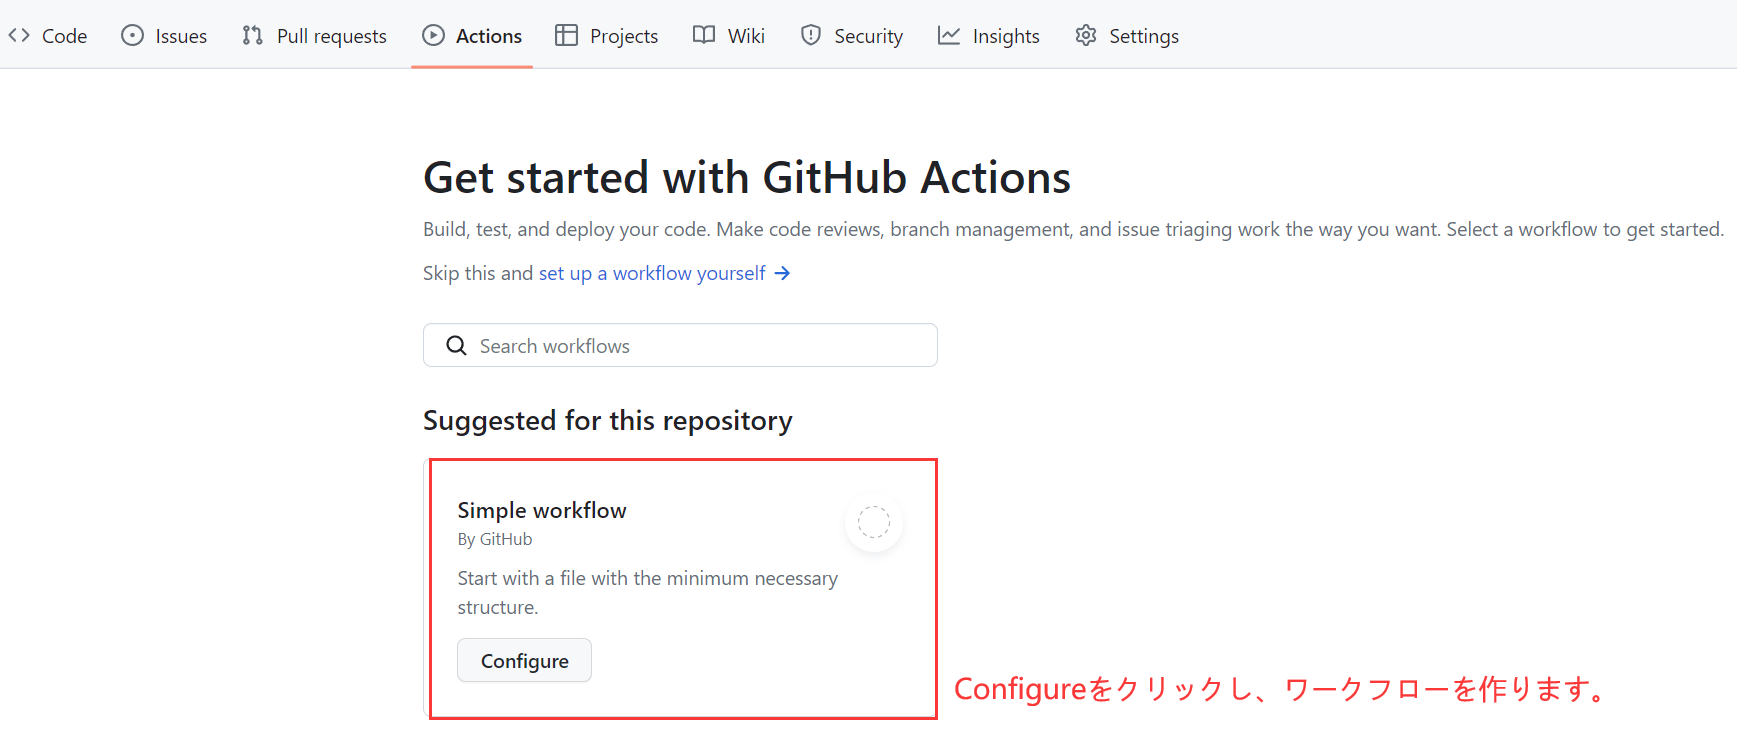 Code Issues Pull requests Actions Projects Wiki Security Insights Settings
Get started with GitHub Actions
Build, test, and deploy your code. Make code reviews, branch management, and issue triaging work the way you want. Select a workflow to get started.
Skip this and set up a workflow yourself →
Search workflows
Suggested for this repository
Simple workflow
By GitHub
Start with a file with the minimum necessary
structure.
Configure
Configureをクリックし、ワークフローを作ります。